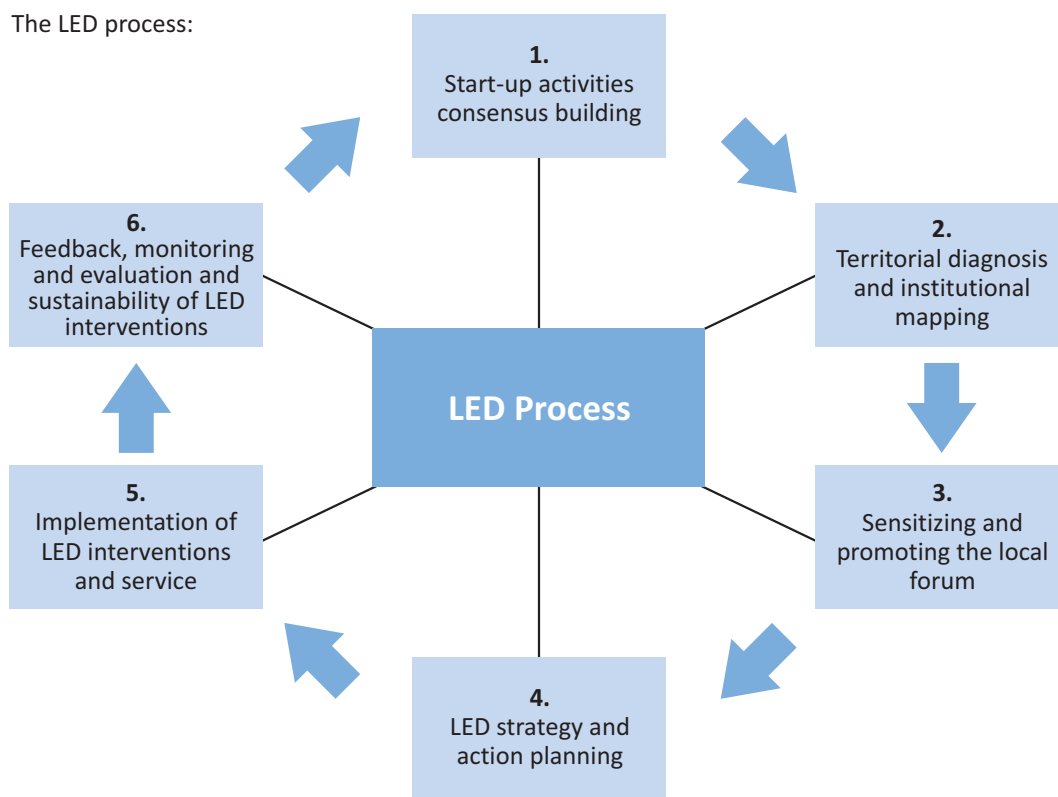 The LED process:
1.
Start-up activities
consensus building
2.
Territorial diagnosis
and institutional
mapping
3.
Sensitizing and
promoting the local
forum
4.
LED strategy and
action planning
5.
Implementation of
LED interventions
and service
6.
Feedback, monitoring
and evaluation and
sustainability of LED
interventions
LED Process